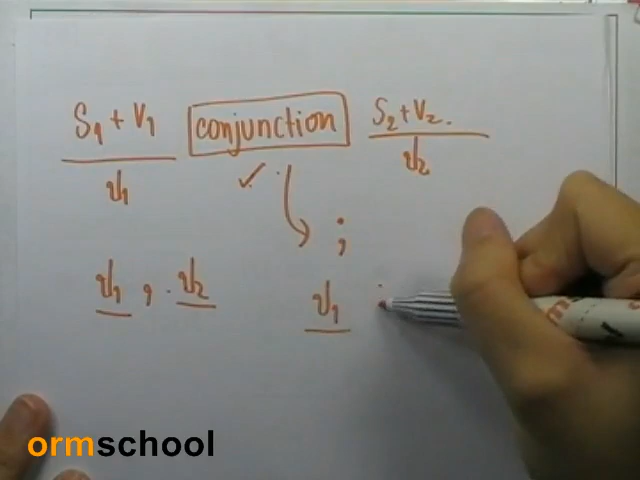 S1 + V1 conjunction S2 + V2.
ป1 ป2
;
ป1 , ป2 ป1
ormschool